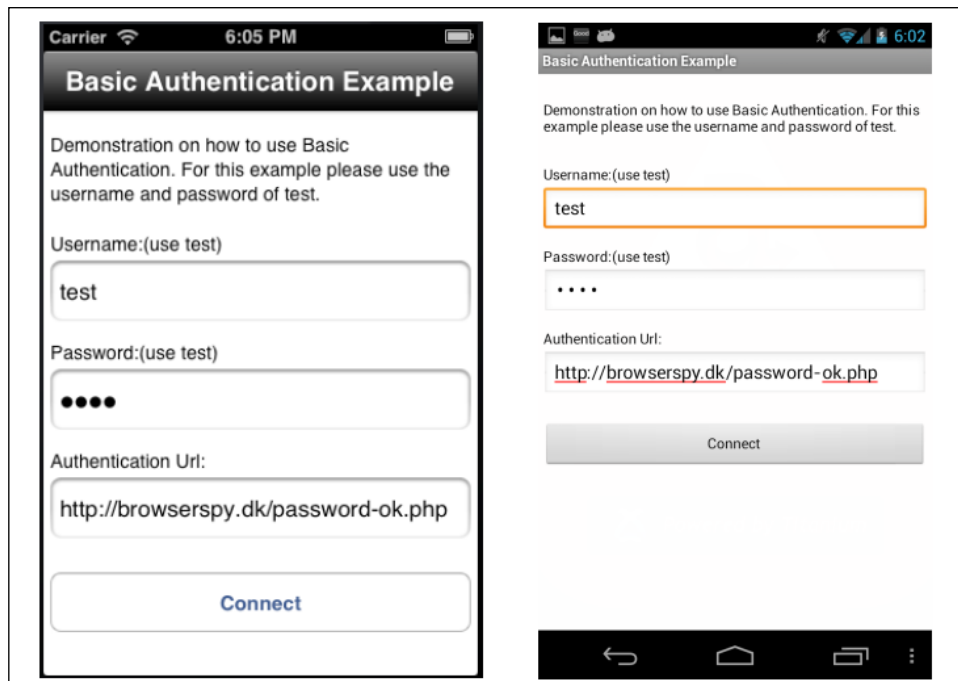 Carrier 6:05 PM
Basic Authentication Example
Demonstration on how to use Basic
Authentication. For this example please use the
username and password of test.
Username:(use test)
test
Password:(use test)
••••
Authentication Url:
http://browserspy.dk/password-ok.php
Connect
Good 6:02
Basic Authentication Example
Demonstration on how to use Basic Authentication. For this
example please use the username and password of test.
Username:(use test)
test
Password:(use test)
••••
Authentication Url:
http://browserspy.dk/password-ok.php
Connect